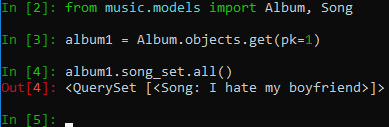 In [2]: from music.models import Album, Song
In [3]: album1 = Album.objects.get(pk=1)
In [4]: album1.song_set.all()
Out[4]: <QuerySet [<Song: I hate my boyfriend>]>
In [5]: